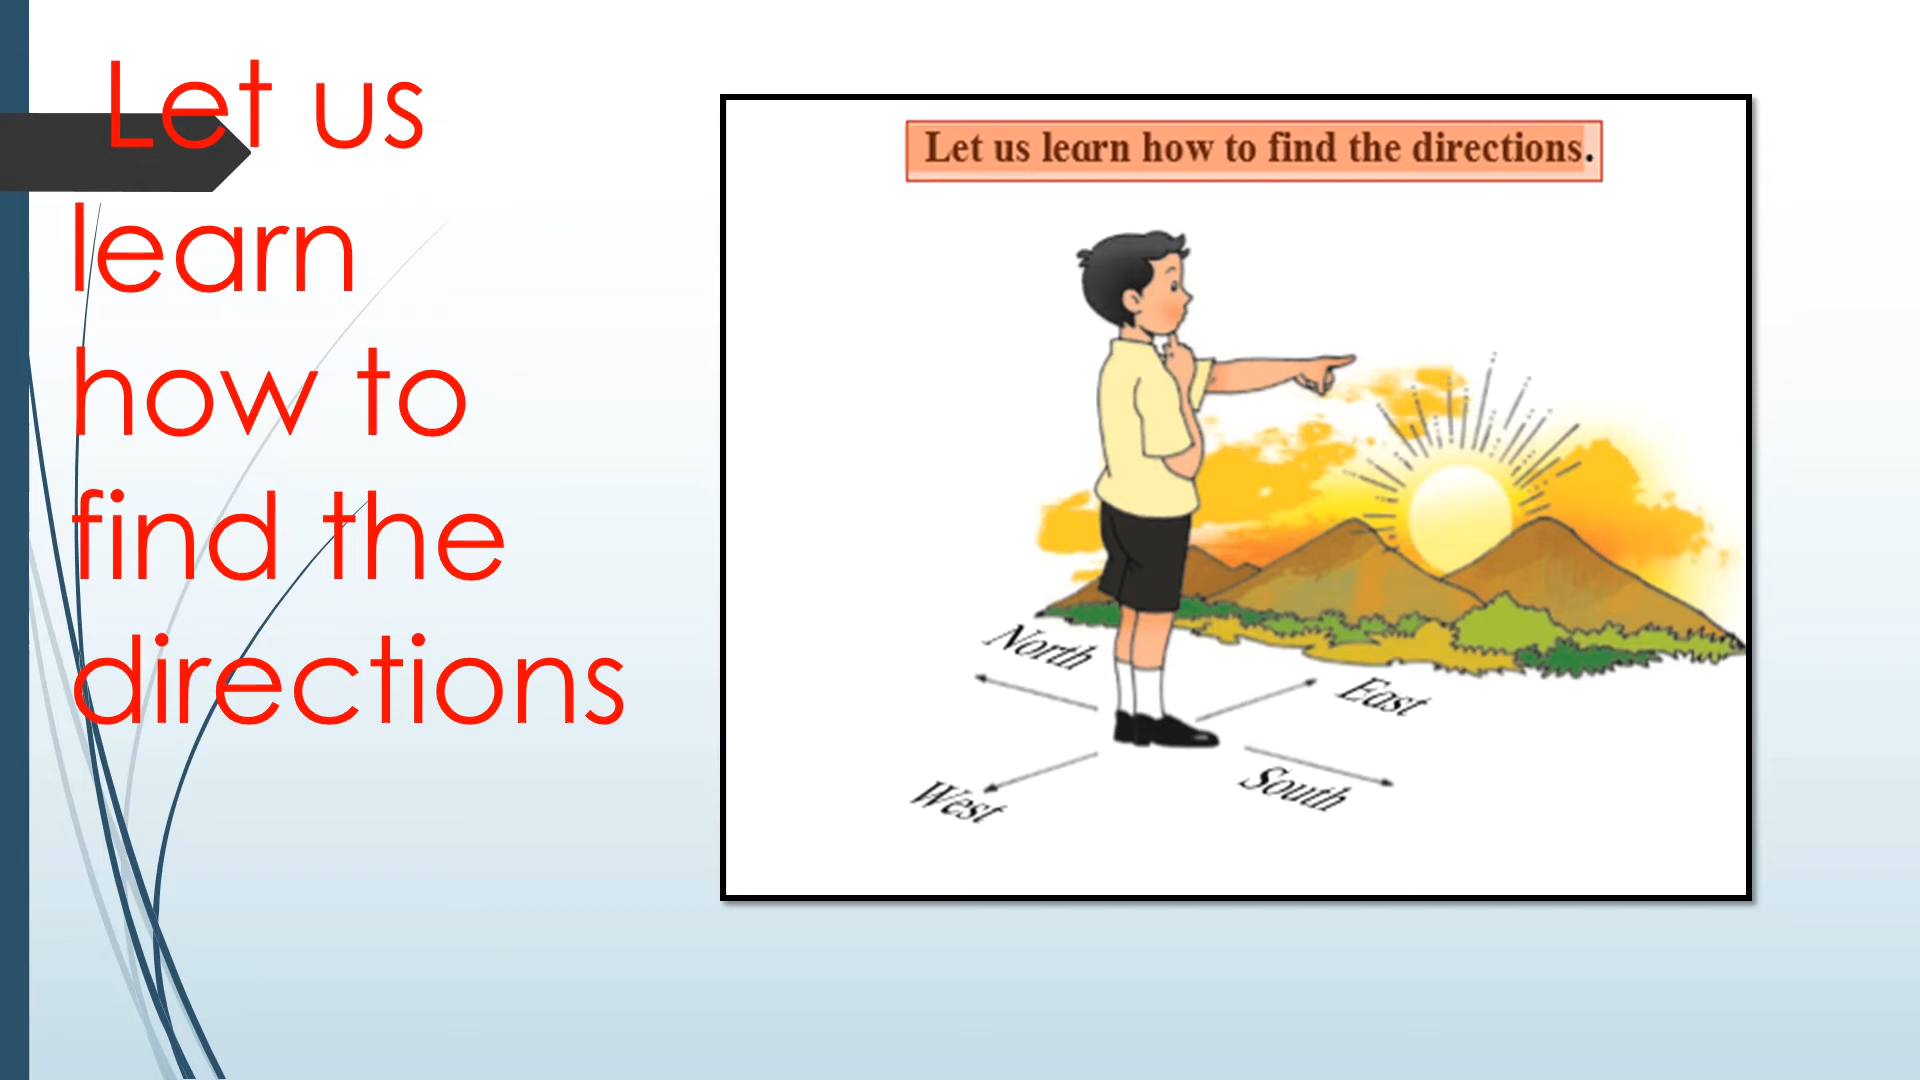 Let us
learn
how to
find the
directions
Let us learn how to find the directions.
North
East
West
South